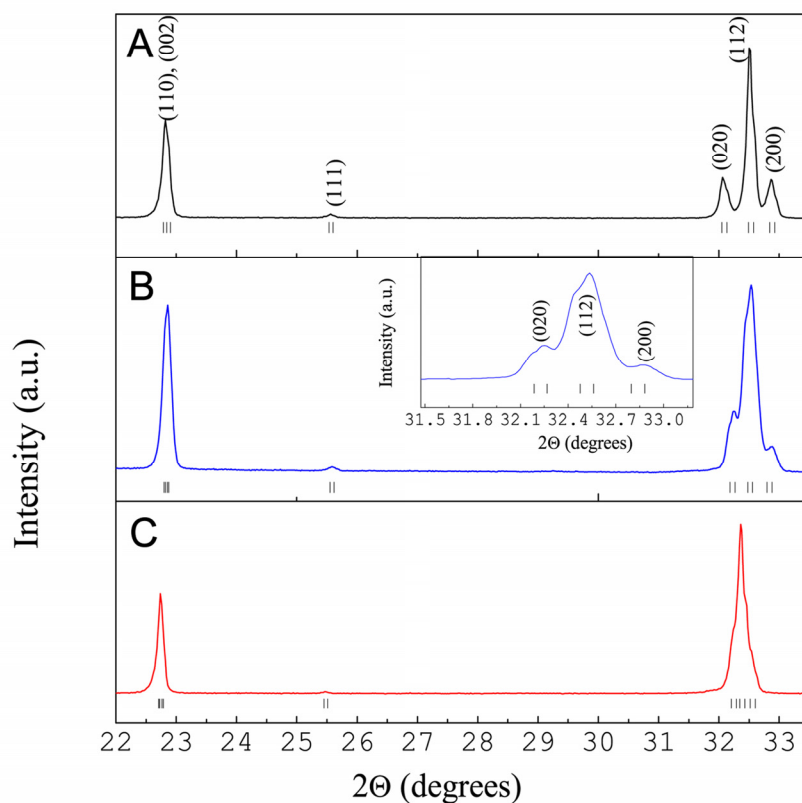 Intensity (a.u.)
A
(110), (002)
(111)
(020)
(112)
(200)
B
Intensity (a.u.)
(020)
(112)
(200)
31.5 31.8 32.1 32.4 32.7 33.0
2Θ (degrees)
C
22 23 24 25 26 27 28 29 30 31 32 33
2Θ (degrees)